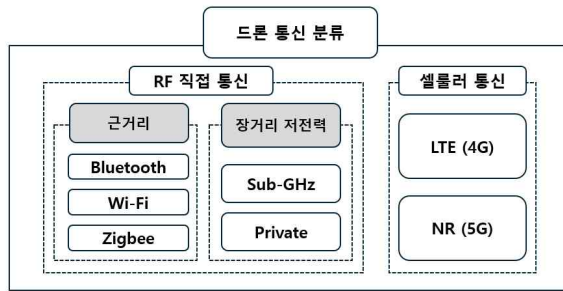 드론 통신 분류
RF 직접 통신
근거리
Bluetooth
Wi-Fi
Zigbee
장거리 저전력
Sub-GHz
Private
셀룰러 통신
LTE (4G)
NR (5G)